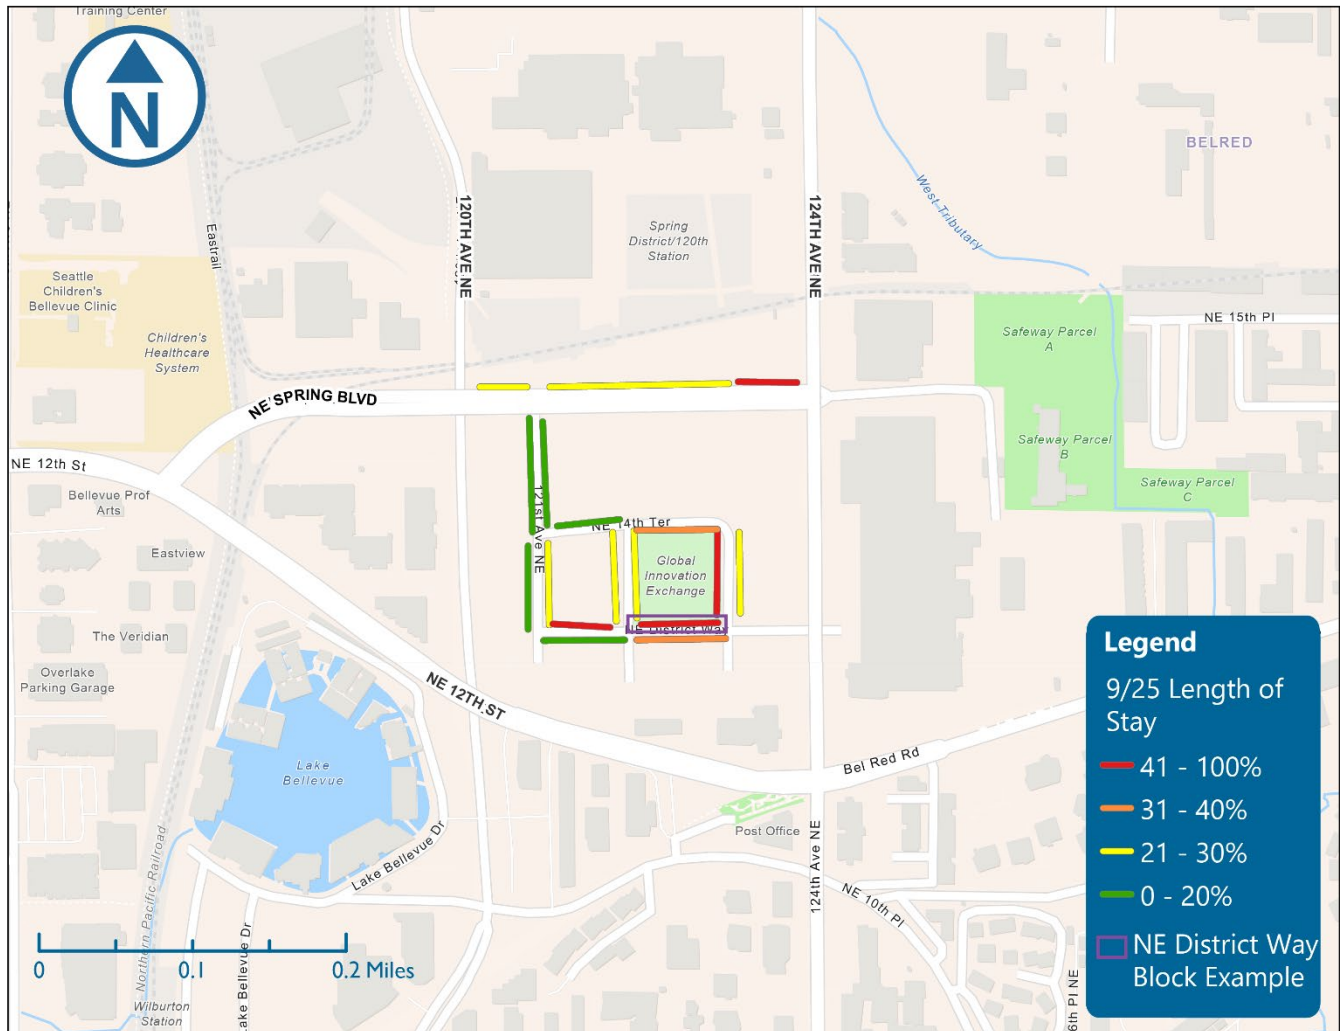 Training Center
N
BELRED
120TH AVE NE
124TH AVE NE
West Tributary
Eastrail
Spring
District/120th
Station
Seattle
Children's
Bellevue Clinic
Children's
Healthcare
System
NE 15th Pl
Safeway Parcel
A
NE SPRING BLVD
Safeway Parcel
B
NE 12th St
Safeway Parcel
C
Bellevue Prof
Arts
121st Ave NE
NE 14th Ter
Eastview
Global
Innovation
Exchange
The Veridian
NE District Way
Overlake
Parking Garage
NE 12TH ST
Lake
Bellevue
Bel Red Rd
Post Office
Lake Bellevue Dr
124th Ave NE
NE 10th Pl
Northern Pacific Railroad
Lake Bellevue Dr
0 0.1 0.2 Miles
Wilburton
Station
6th Pl NE
Legend
9/25 Length of
Stay
41 - 100%
31 - 40%
21 - 30%
0 - 20%
NE District Way
Block Example